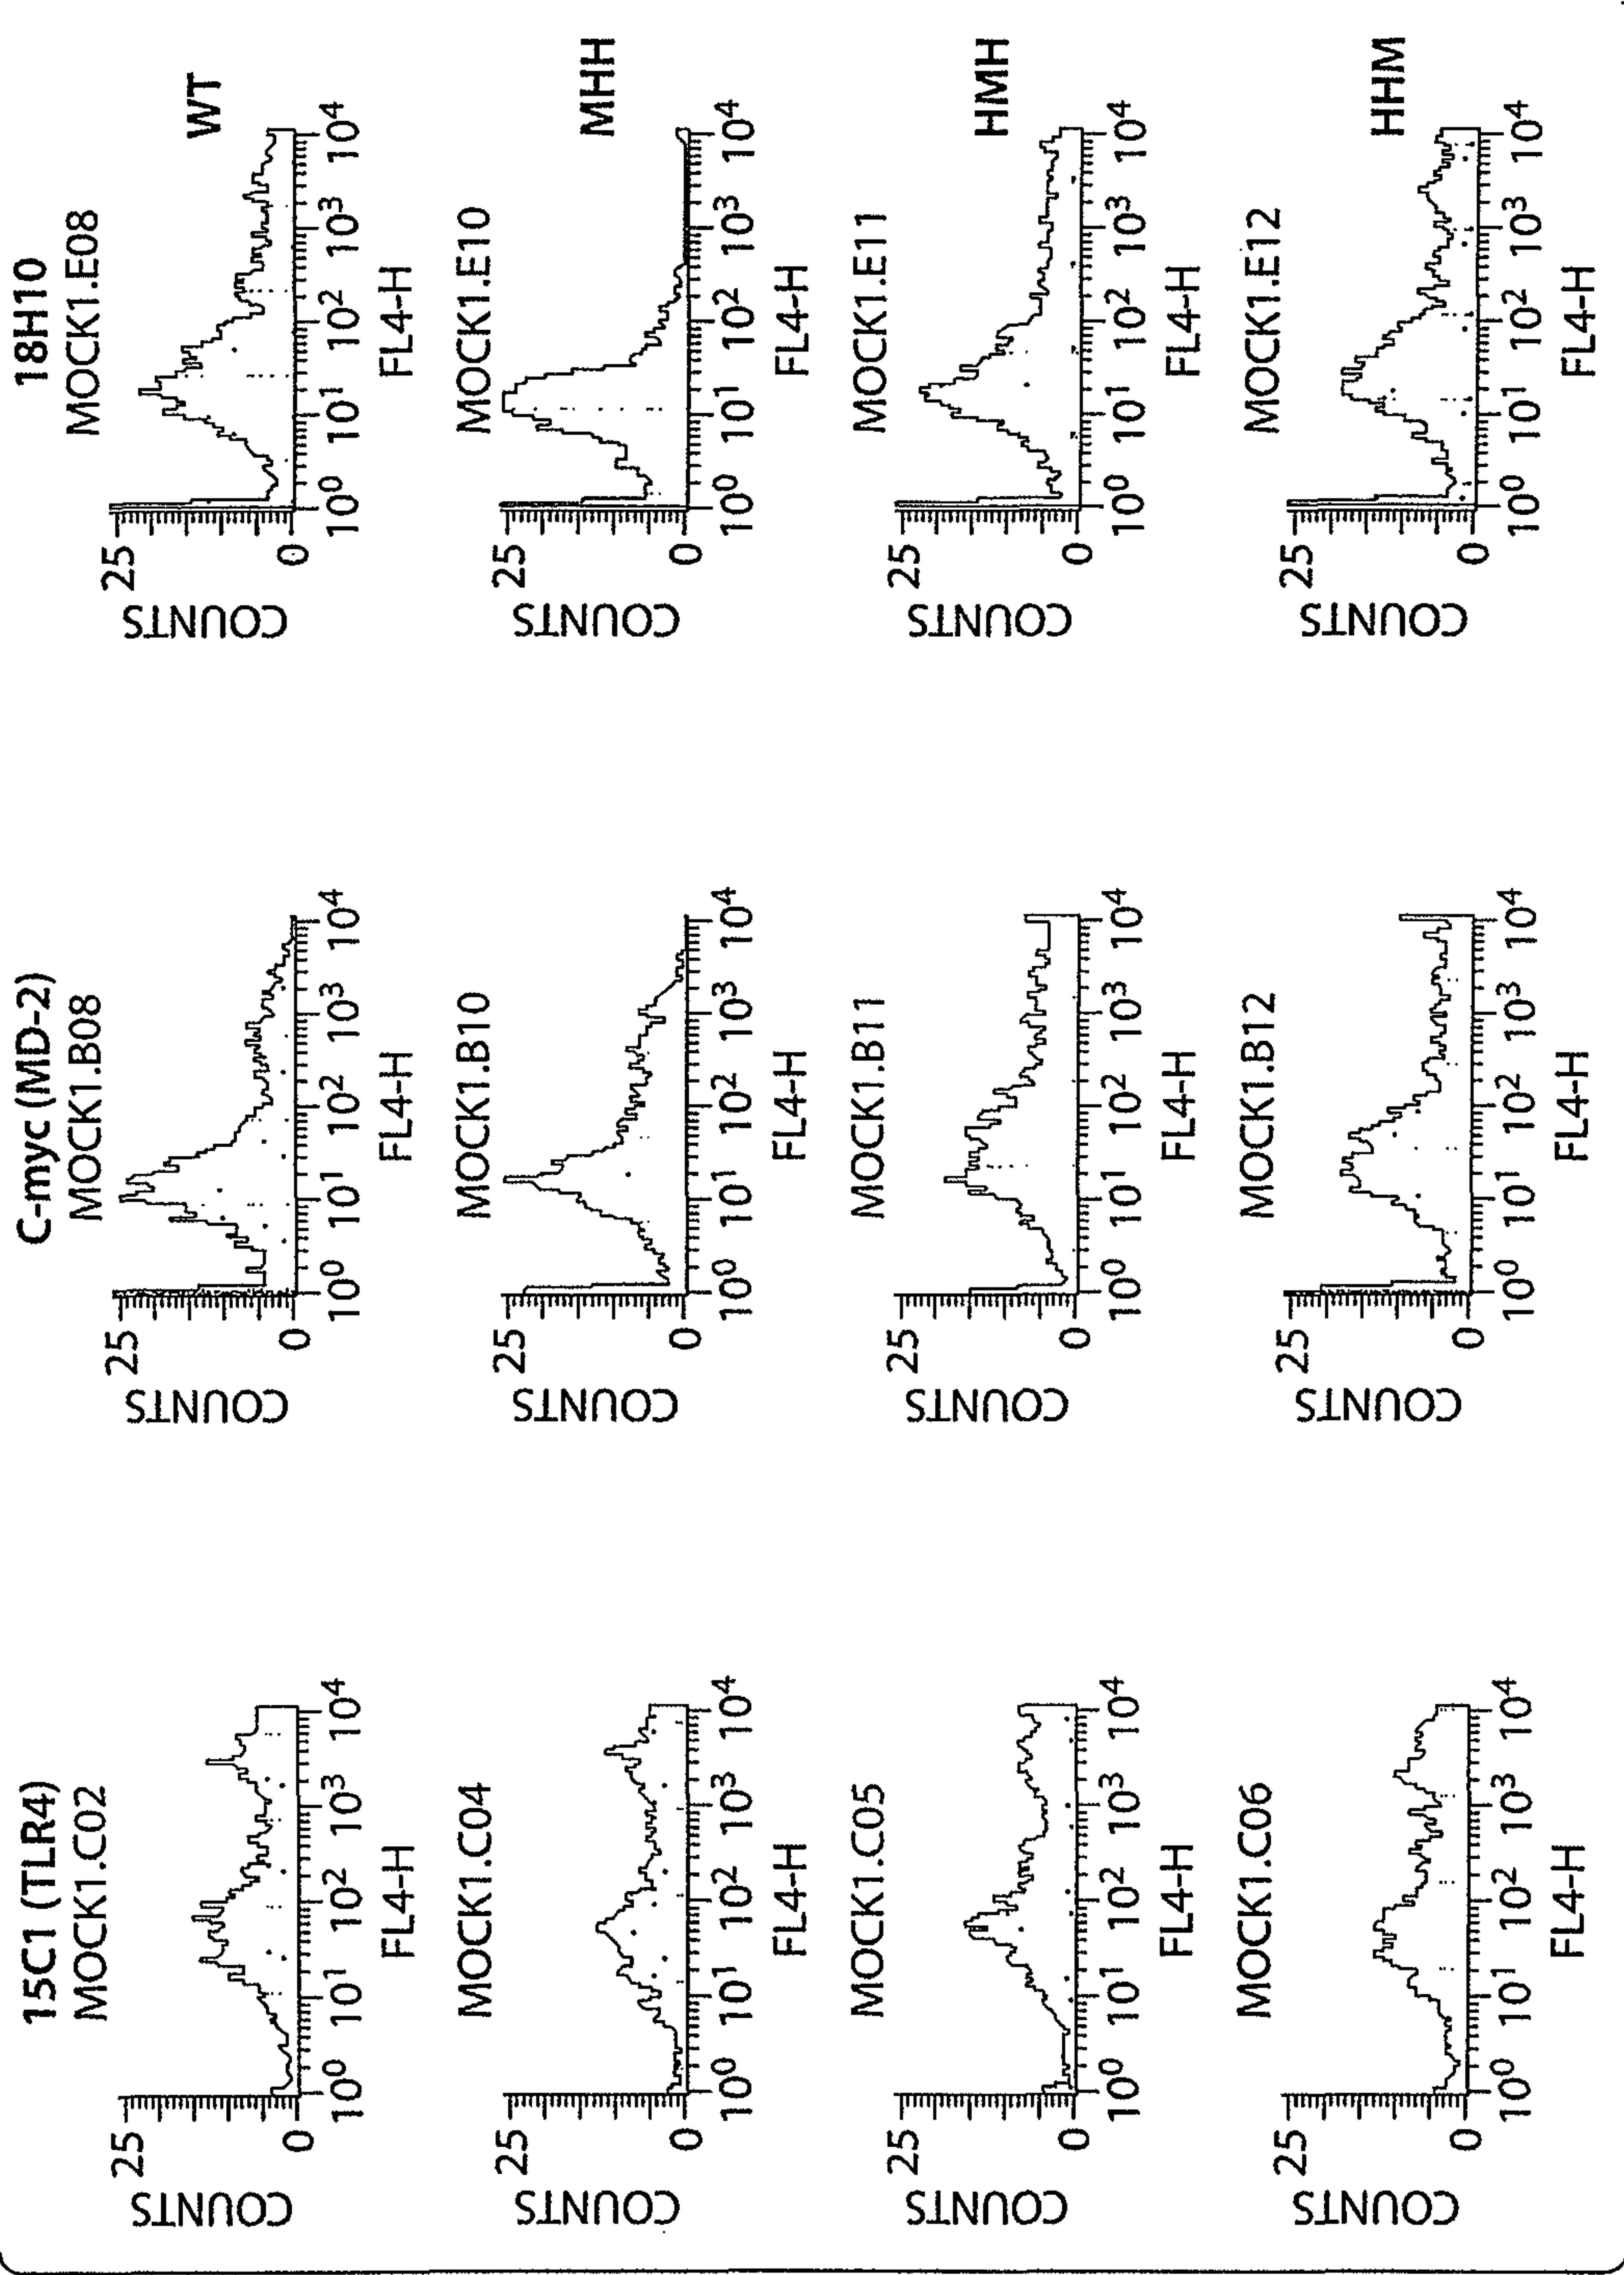 15C1 (TLR4)
MOCK1.C02
COUNTS
25
0
10⁰ 10¹ 10² 10³ 10⁴
FL4-H
C-myc (MD-2)
MOCK1.B08
COUNTS
25
0
10⁰ 10¹ 10² 10³ 10⁴
FL4-H
18H10
MOCK1.E08
COUNTS
25
0
10⁰ 10¹ 10² 10³ 10⁴
FL4-H
WT
MOCK1.C04
COUNTS
25
0
10⁰ 10¹ 10² 10³ 10⁴
FL4-H
MOCK1.B10
COUNTS
25
0
10⁰ 10¹ 10² 10³ 10⁴
FL4-H
MOCK1.E10
COUNTS
25
0
10⁰ 10¹ 10² 10³ 10⁴
FL4-H
MHH
MOCK1.C05
COUNTS
25
0
10⁰ 10¹ 10² 10³ 10⁴
FL4-H
MOCK1.B11
COUNTS
25
0
10⁰ 10¹ 10² 10³ 10⁴
FL4-H
MOCK1.E11
COUNTS
25
0
10⁰ 10¹ 10² 10³ 10⁴
FL4-H
HMH
MOCK1.C06
COUNTS
25
0
10⁰ 10¹ 10² 10³ 10⁴
FL4-H
MOCK1.B12
COUNTS
25
0
10⁰ 10¹ 10² 10³ 10⁴
FL4-H
MOCK1.E12
COUNTS
25
0
10⁰ 10¹ 10² 10³ 10⁴
FL4-H
HHM